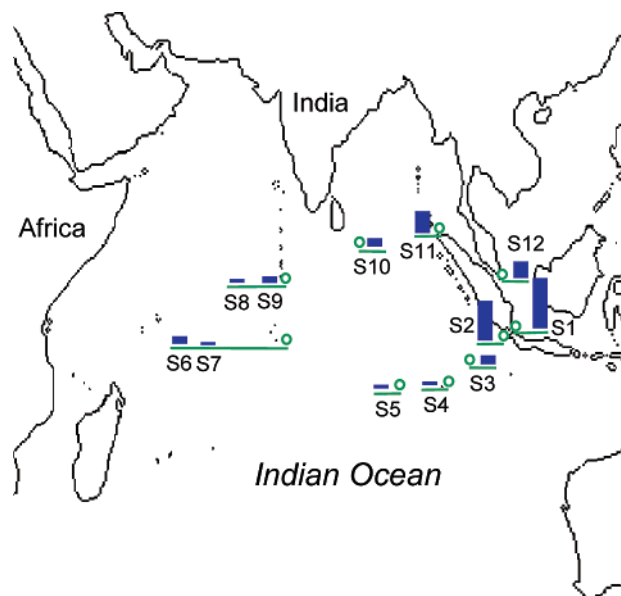 India
Africa
S12
S11
S10
S8
S9
S2
S1
S6
S7
S3
S5
S4
Indian Ocean